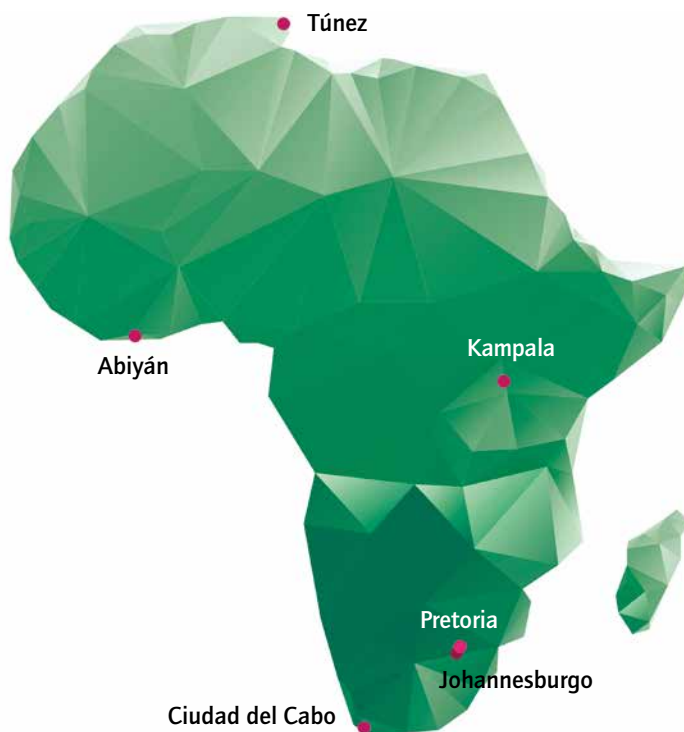 Túnez
Abiyán
Kampala
Pretoria
Johannesburgo
Ciudad del Cabo